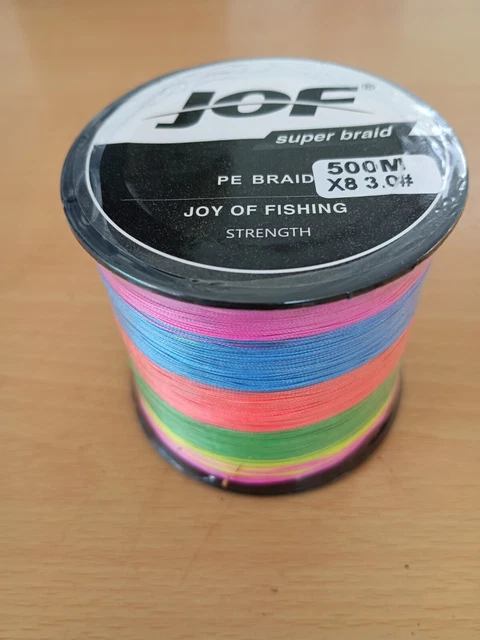 JOF®
super braid
PE BRAID
500M
X8 3.0#
JOY OF FISHING
STRENGTH